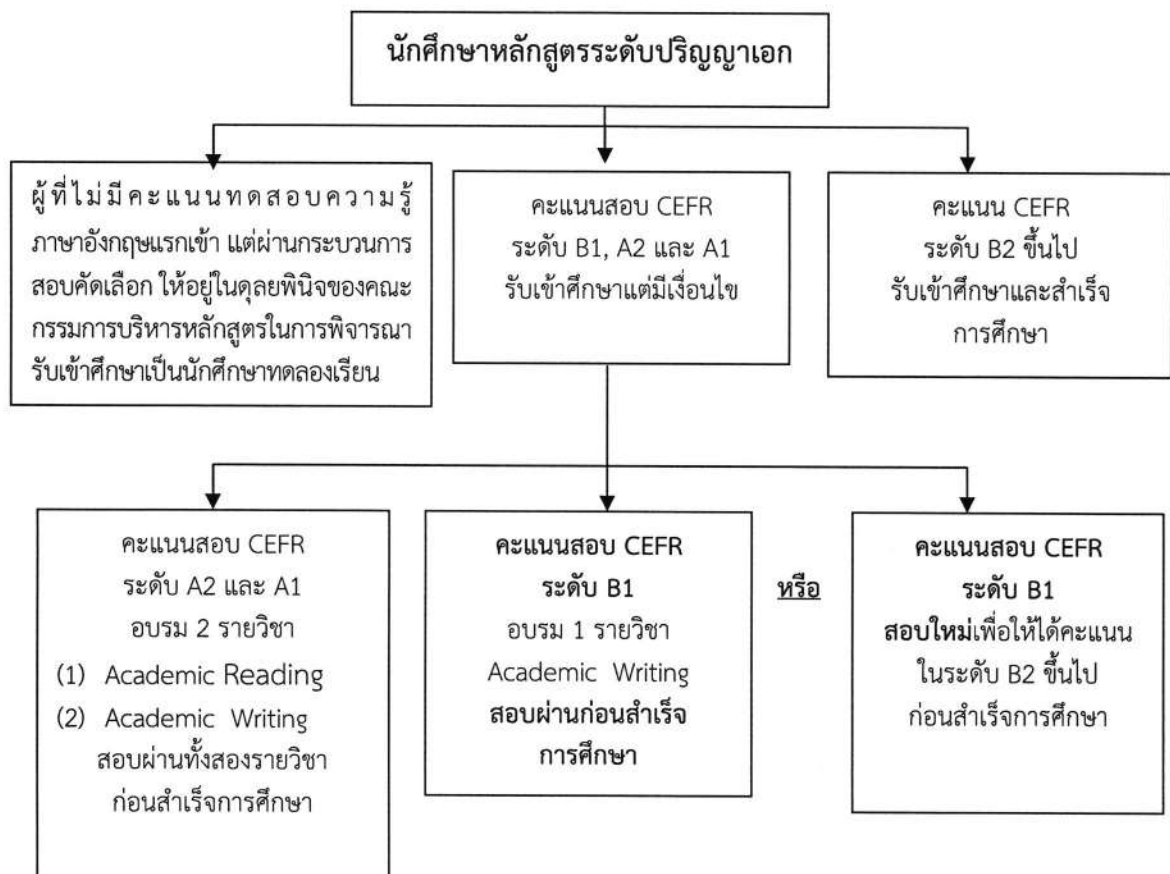 นักศึกษาหลักสูตรระดับปริญญาเอก
ผู้ที่ไม่มีคะแนนทดสอบความรู้
ภาษาอังกฤษแรกเข้า แต่ผ่านกระบวนการ
สอบคัดเลือก ให้อยู่ในดุลยพินิจของคณะ
กรรมการบริหารหลักสูตรในการพิจารณา
รับเข้าศึกษาเป็นนักศึกษาทดลองเรียน
คะแนนสอบ CEFR
ระดับ B1, A2 และ A1
รับเข้าศึกษาแต่มีเงื่อนไข
คะแนน CEFR
ระดับ B2 ขึ้นไป
รับเข้าศึกษาและสำเร็จ
การศึกษา
คะแนนสอบ CEFR
ระดับ A2 และ A1
อบรม 2 รายวิชา
(1) Academic Reading
(2) Academic Writing
สอบผ่านทั้งสองรายวิชา
ก่อนสำเร็จการศึกษา
คะแนนสอบ CEFR
ระดับ B1
อบรม 1 รายวิชา
Academic Writing
สอบผ่านก่อนสำเร็จ
การศึกษา
หรือ
คะแนนสอบ CEFR
ระดับ B1
สอบใหม่เพื่อให้ได้คะแนน
ในระดับ B2 ขึ้นไป
ก่อนสำเร็จการศึกษา